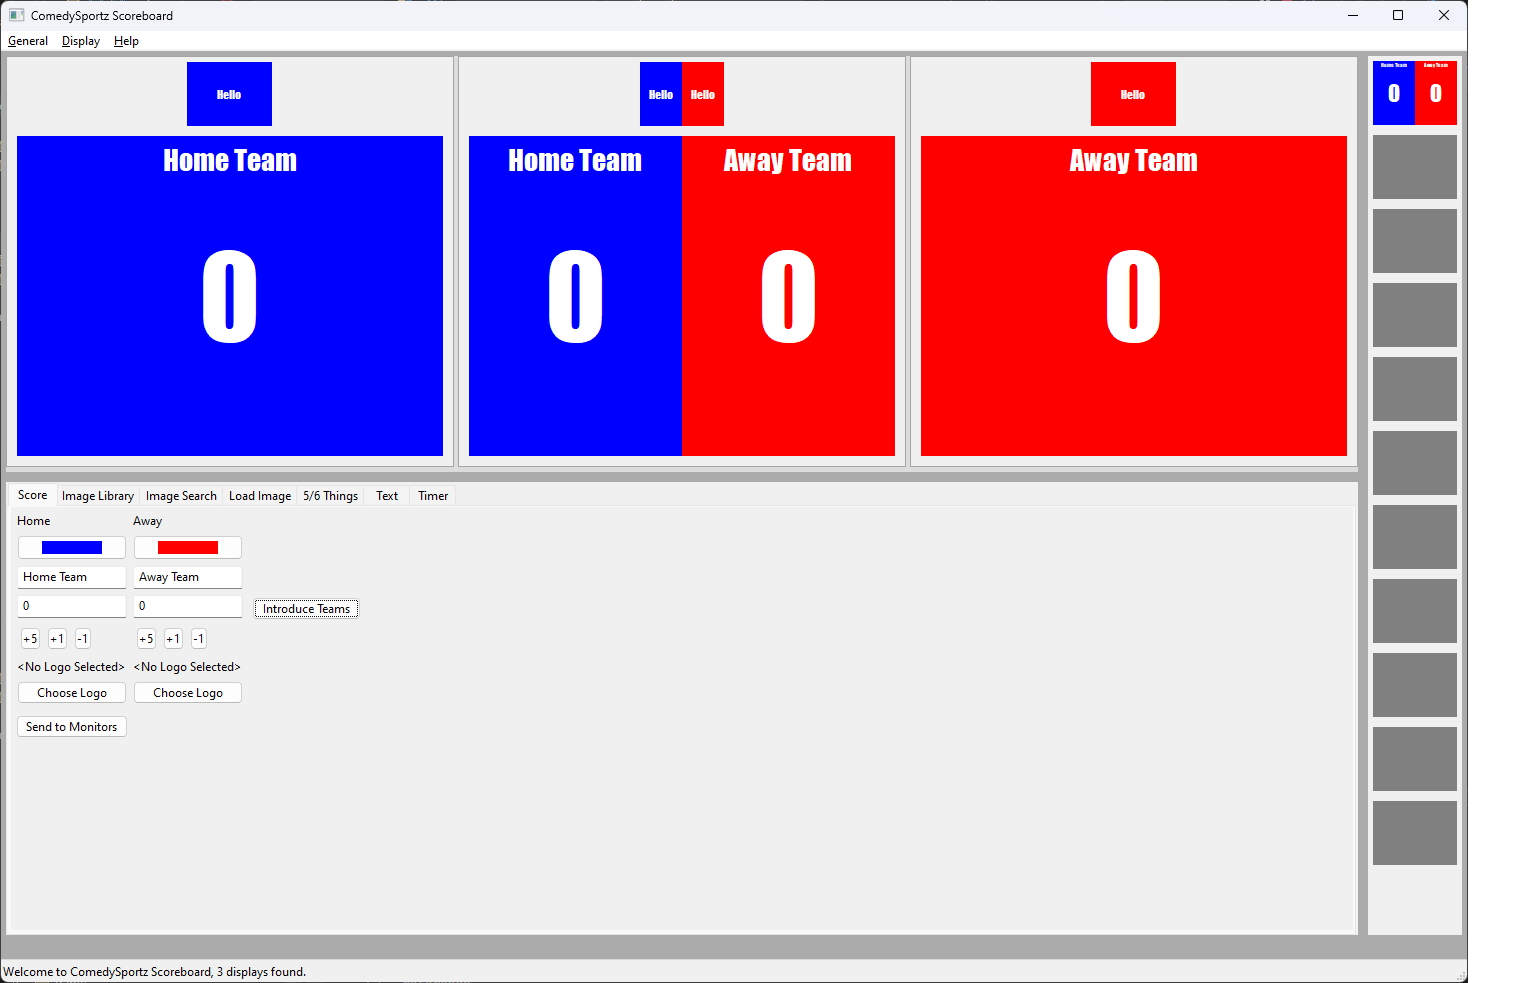 ComedySportz Scoreboard
General Display Help
Hello
Home Team
0
Hello Hello
Home Team Away Team
0 0
Hello
Away Team
0
Home Team Away Team
0 0
Score Image Library Image Search Load Image 5/6 Things Text Timer
Home Away
Home Team Away Team
0 0 Introduce Teams
+5 +1 -1 +5 +1 -1
<No Logo Selected> <No Logo Selected>
Choose Logo Choose Logo
Send to Monitors
Welcome to ComedySportz Scoreboard, 3 displays found.